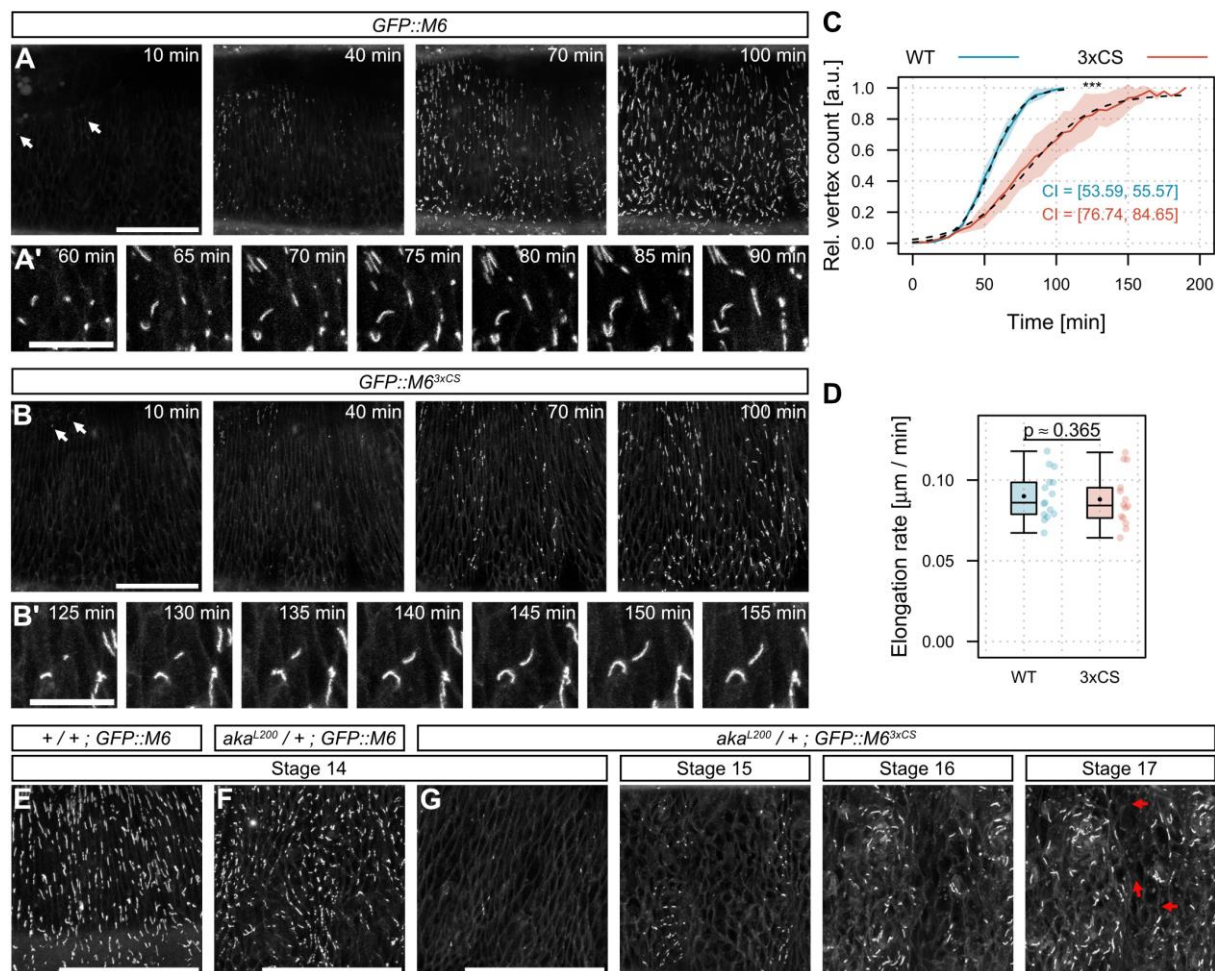 GFP::M6
A 10 min 40 min 70 min 100 min
A' 60 min 65 min 70 min 75 min 80 min 85 min 90 min
GFP::M6^3xCS
B 10 min 40 min 70 min 100 min
B' 125 min 130 min 135 min 140 min 145 min 150 min 155 min
C
WT 3xCS
Rel. vertex count [a.u.]
1.0
0.8
0.6
0.4
0.2
0.0
***
CI = [53.59, 55.57]
CI = [76.74, 84.65]
0 50 100 150 200
Time [min]
D
p ≈ 0.365
Elongation rate [μm / min]
0.10
0.05
0.00
WT 3xCS
+ / + ; GFP::M6 aka^L200 / + ; GFP::M6 aka^L200 / + ; GFP::M6^3xCS
Stage 14 Stage 15 Stage 16 Stage 17
E F G